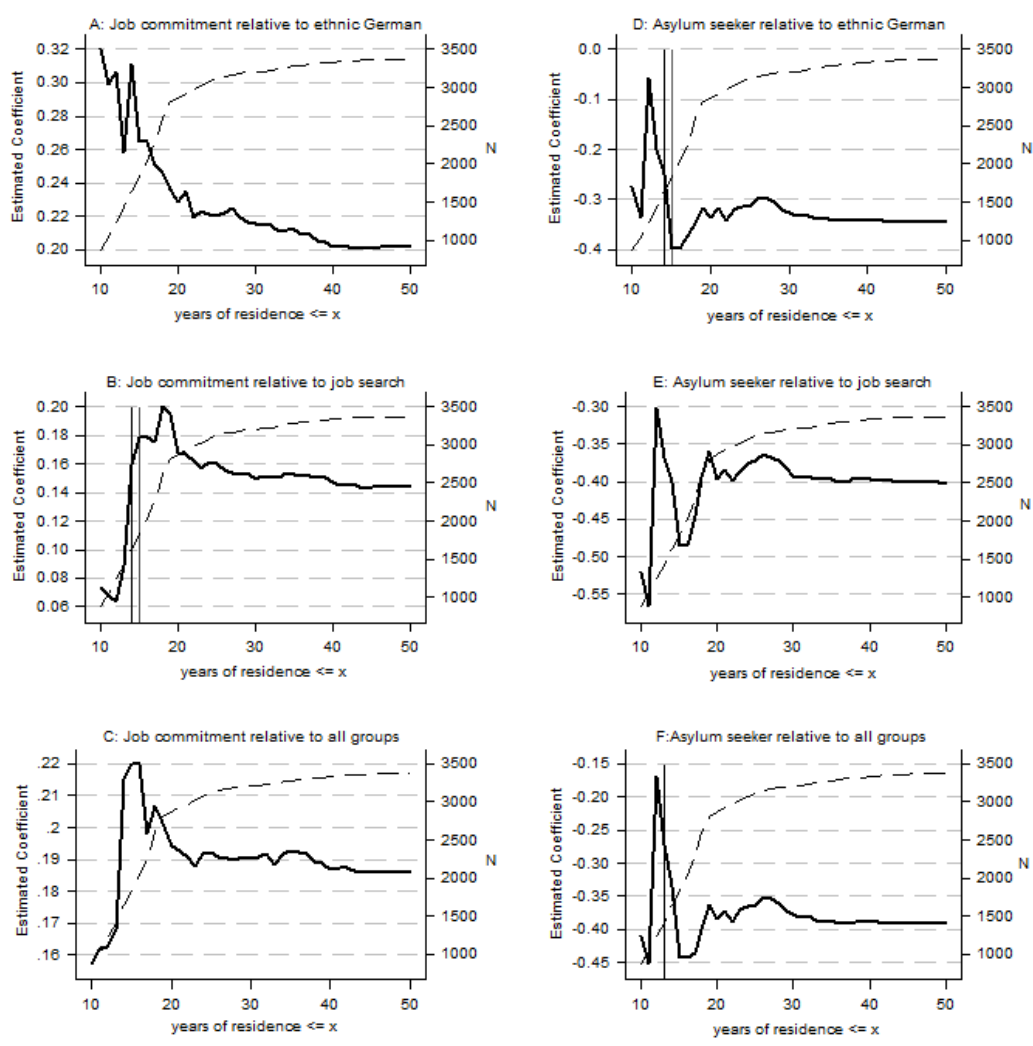 A: Job commitment relative to ethnic German
0.32
0.30
0.28
0.26
0.24
0.22
0.20
Estimated Coefficient
3500
3000
2500
2000
1500
1000
N
10 20 30 40 50
years of residence <= x
D: Asylum seeker relative to ethnic German
0.0
-0.1
-0.2
-0.3
-0.4
Estimated Coefficient
3500
3000
2500
2000
1500
1000
N
10 20 30 40 50
years of residence <= x
B: Job commitment relative to job search
0.20
0.18
0.16
0.14
0.12
0.10
0.08
0.06
Estimated Coefficient
3500
3000
2500
2000
1500
1000
N
10 20 30 40 50
years of residence <= x
E: Asylum seeker relative to job search
-0.30
-0.35
-0.40
-0.45
-0.50
-0.55
Estimated Coefficient
3500
3000
2500
2000
1500
1000
N
10 20 30 40 50
years of residence <= x
C: Job commitment relative to all groups
.22
.21
.2
.19
.18
.17
.16
Estimated Coefficient
3500
3000
2500
2000
1500
1000
N
10 20 30 40 50
years of residence <= x
F:Asylum seeker relative to all groups
-0.15
-0.20
-0.25
-0.30
-0.35
-0.40
-0.45
Estimated Coefficient
3500
3000
2500
2000
1500
1000
N
10 20 30 40 50
years of residence <= x